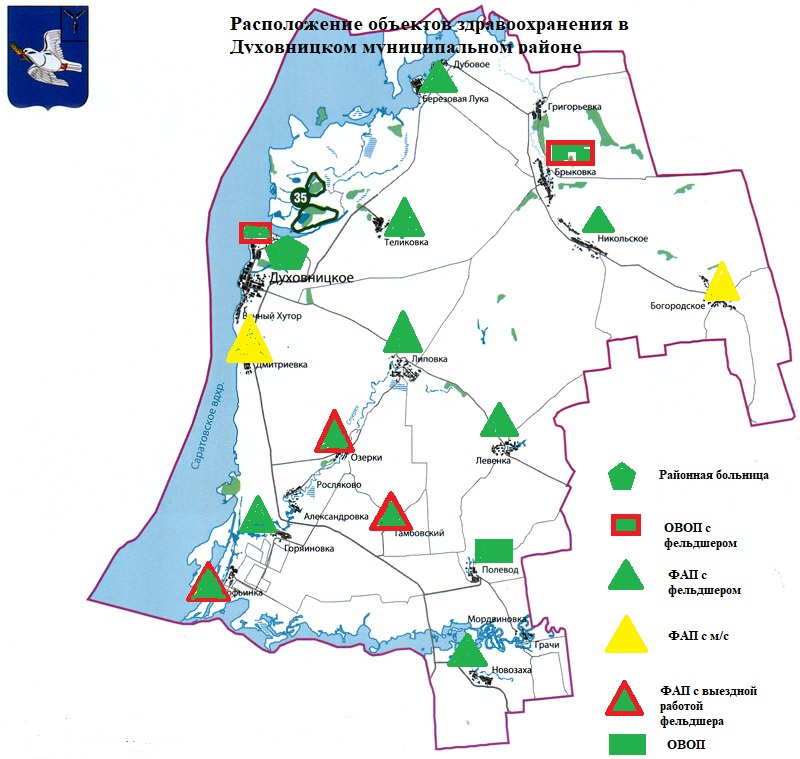 Расположение объектов здравоохранения в
Духовницком муниципальном районе
Дубовое
Березовая Лука
Григорьевка
Брыковка
35
Теликовка
Никольское
Духовницкое
Богородское
Хутор
Липовка
Дмитриевка
Саратовское вдхр.
Озерки
Левенка
Росляково
Александровка
Тамбовский
Горяиновка
Полевод
Софьинка
Мордвиновка
Грачи
Новозаха
Районная больница
ОВОП с
фельдшером
ФАП с
фельдшером
ФАП с м/с
ФАП с выездной
работой
фельдшера
ОВОП